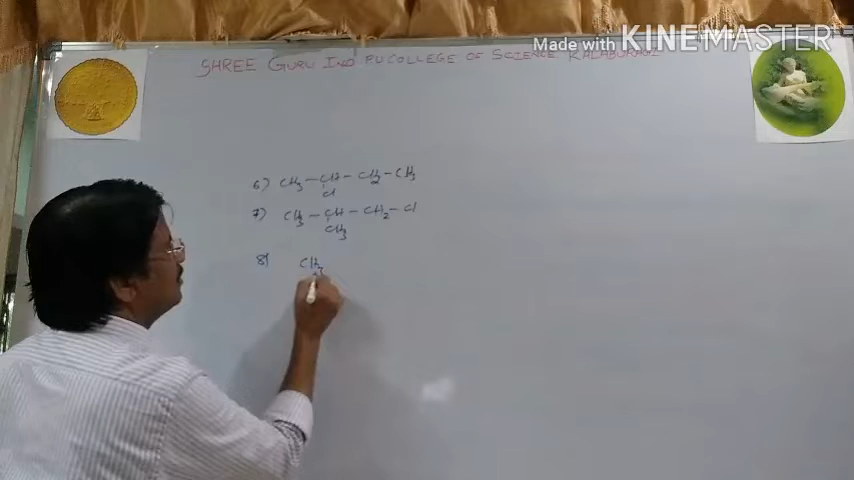 Made with KINEMASTER
SHREE GURU IND PU COLLEGE OF SCIENCE KALABURAGI
6) CH3 - CH - CH2 - CH3
Cl
7) CH3 - CH - CH2 - Cl
CH3
8) CH3